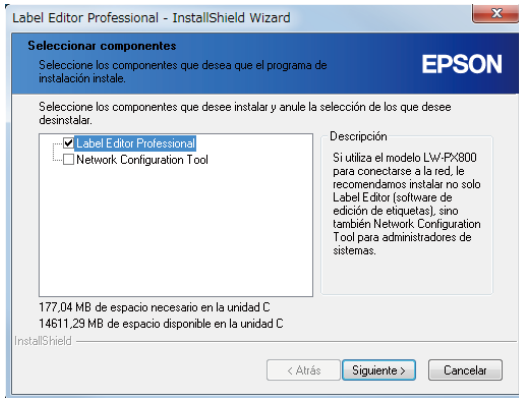 Label Editor Professional - InstallShield Wizard
Seleccionar componentes
Seleccione los componentes que desea que el programa de
instalación instale.
EPSON
Seleccione los componentes que desee instalar y anule la selección de los que desee
desinstalar.
Label Editor Professional
Network Configuration Tool
Descripción
Si utiliza el modelo LW-PX800
para conectarse a la red, le
recomendamos instalar no solo
Label Editor (software de
edición de etiquetas), sino
también Network Configuration
Tool para administradores de
sistemas.
177,04 MB de espacio necesario en la unidad C
14611,29 MB de espacio disponible en la unidad C
InstallShield
< Atrás
Siguiente >
Cancelar